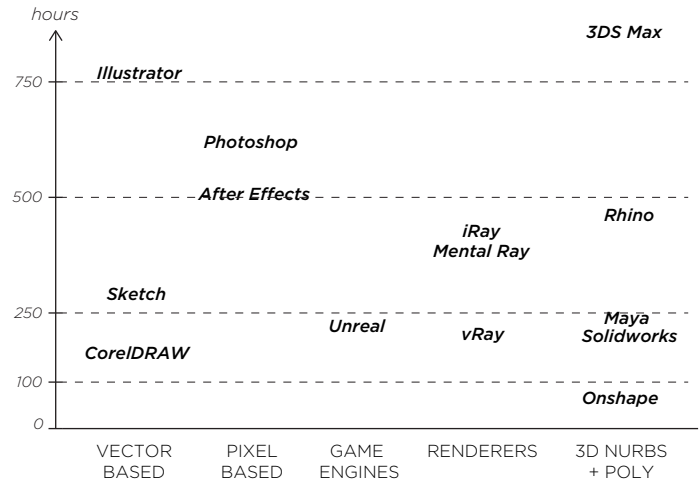 hours
3DS Max
Illustrator
750
Photoshop
After Effects
500
Rhino
iRay
Mental Ray
Sketch
250
Maya
Unreal
vRay
Solidworks
CorelDRAW
100
Onshape
0
VECTOR BASED
PIXEL BASED
GAME ENGINES
RENDERERS
3D NURBS + POLY